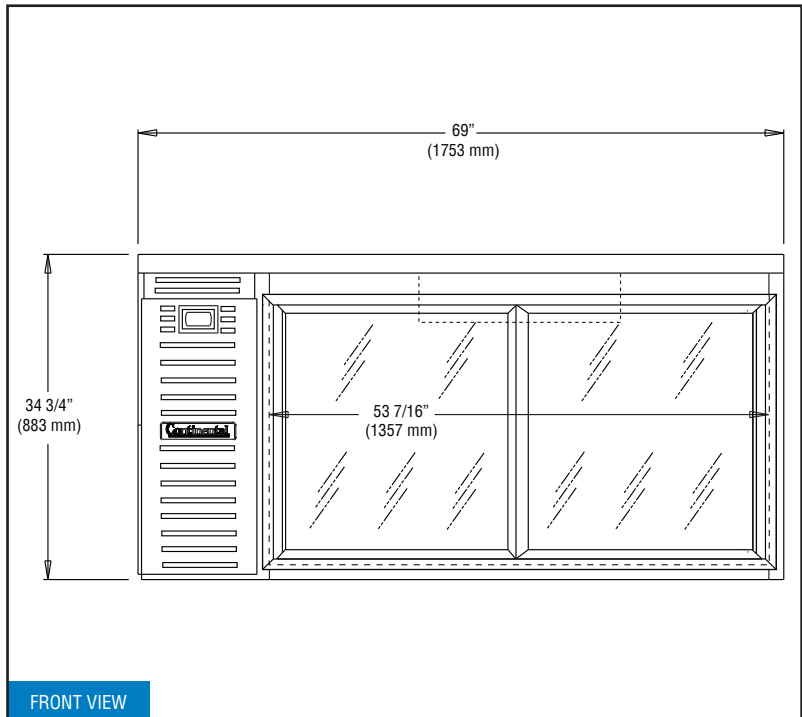 69”
(1753 mm)
34 3/4”
(883 mm)
Continental
53 7/16”
(1357 mm)
FRONT VIEW